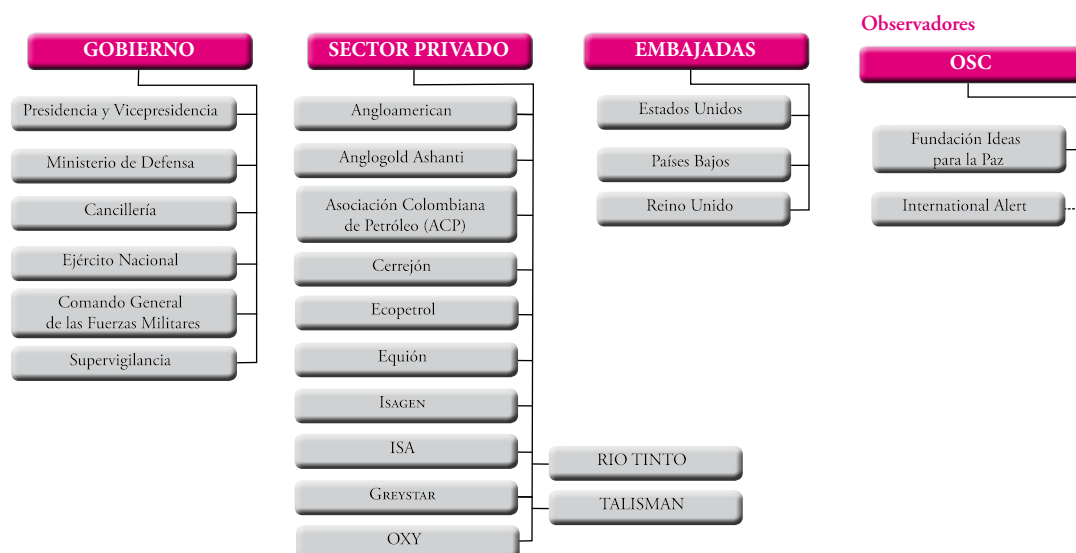 GOBIERNO
Presidencia y Vicepresidencia
Ministerio de Defensa
Cancillería
Ejército Nacional
Comando General
de las Fuerzas Militares
Supervigilancia
SECTOR PRIVADO
Angloamerican
Anglogold Ashanti
Asociación Colombiana
de Petróleo (ACP)
Cerrejón
Ecopetrol
Equión
ISAGEN
ISA
GREYSTAR
OXY
RIO TINTO
TALISMAN
EMBAJADAS
Estados Unidos
Países Bajos
Reino Unido
Observadores
OSC
Fundación Ideas
para la Paz
International Alert